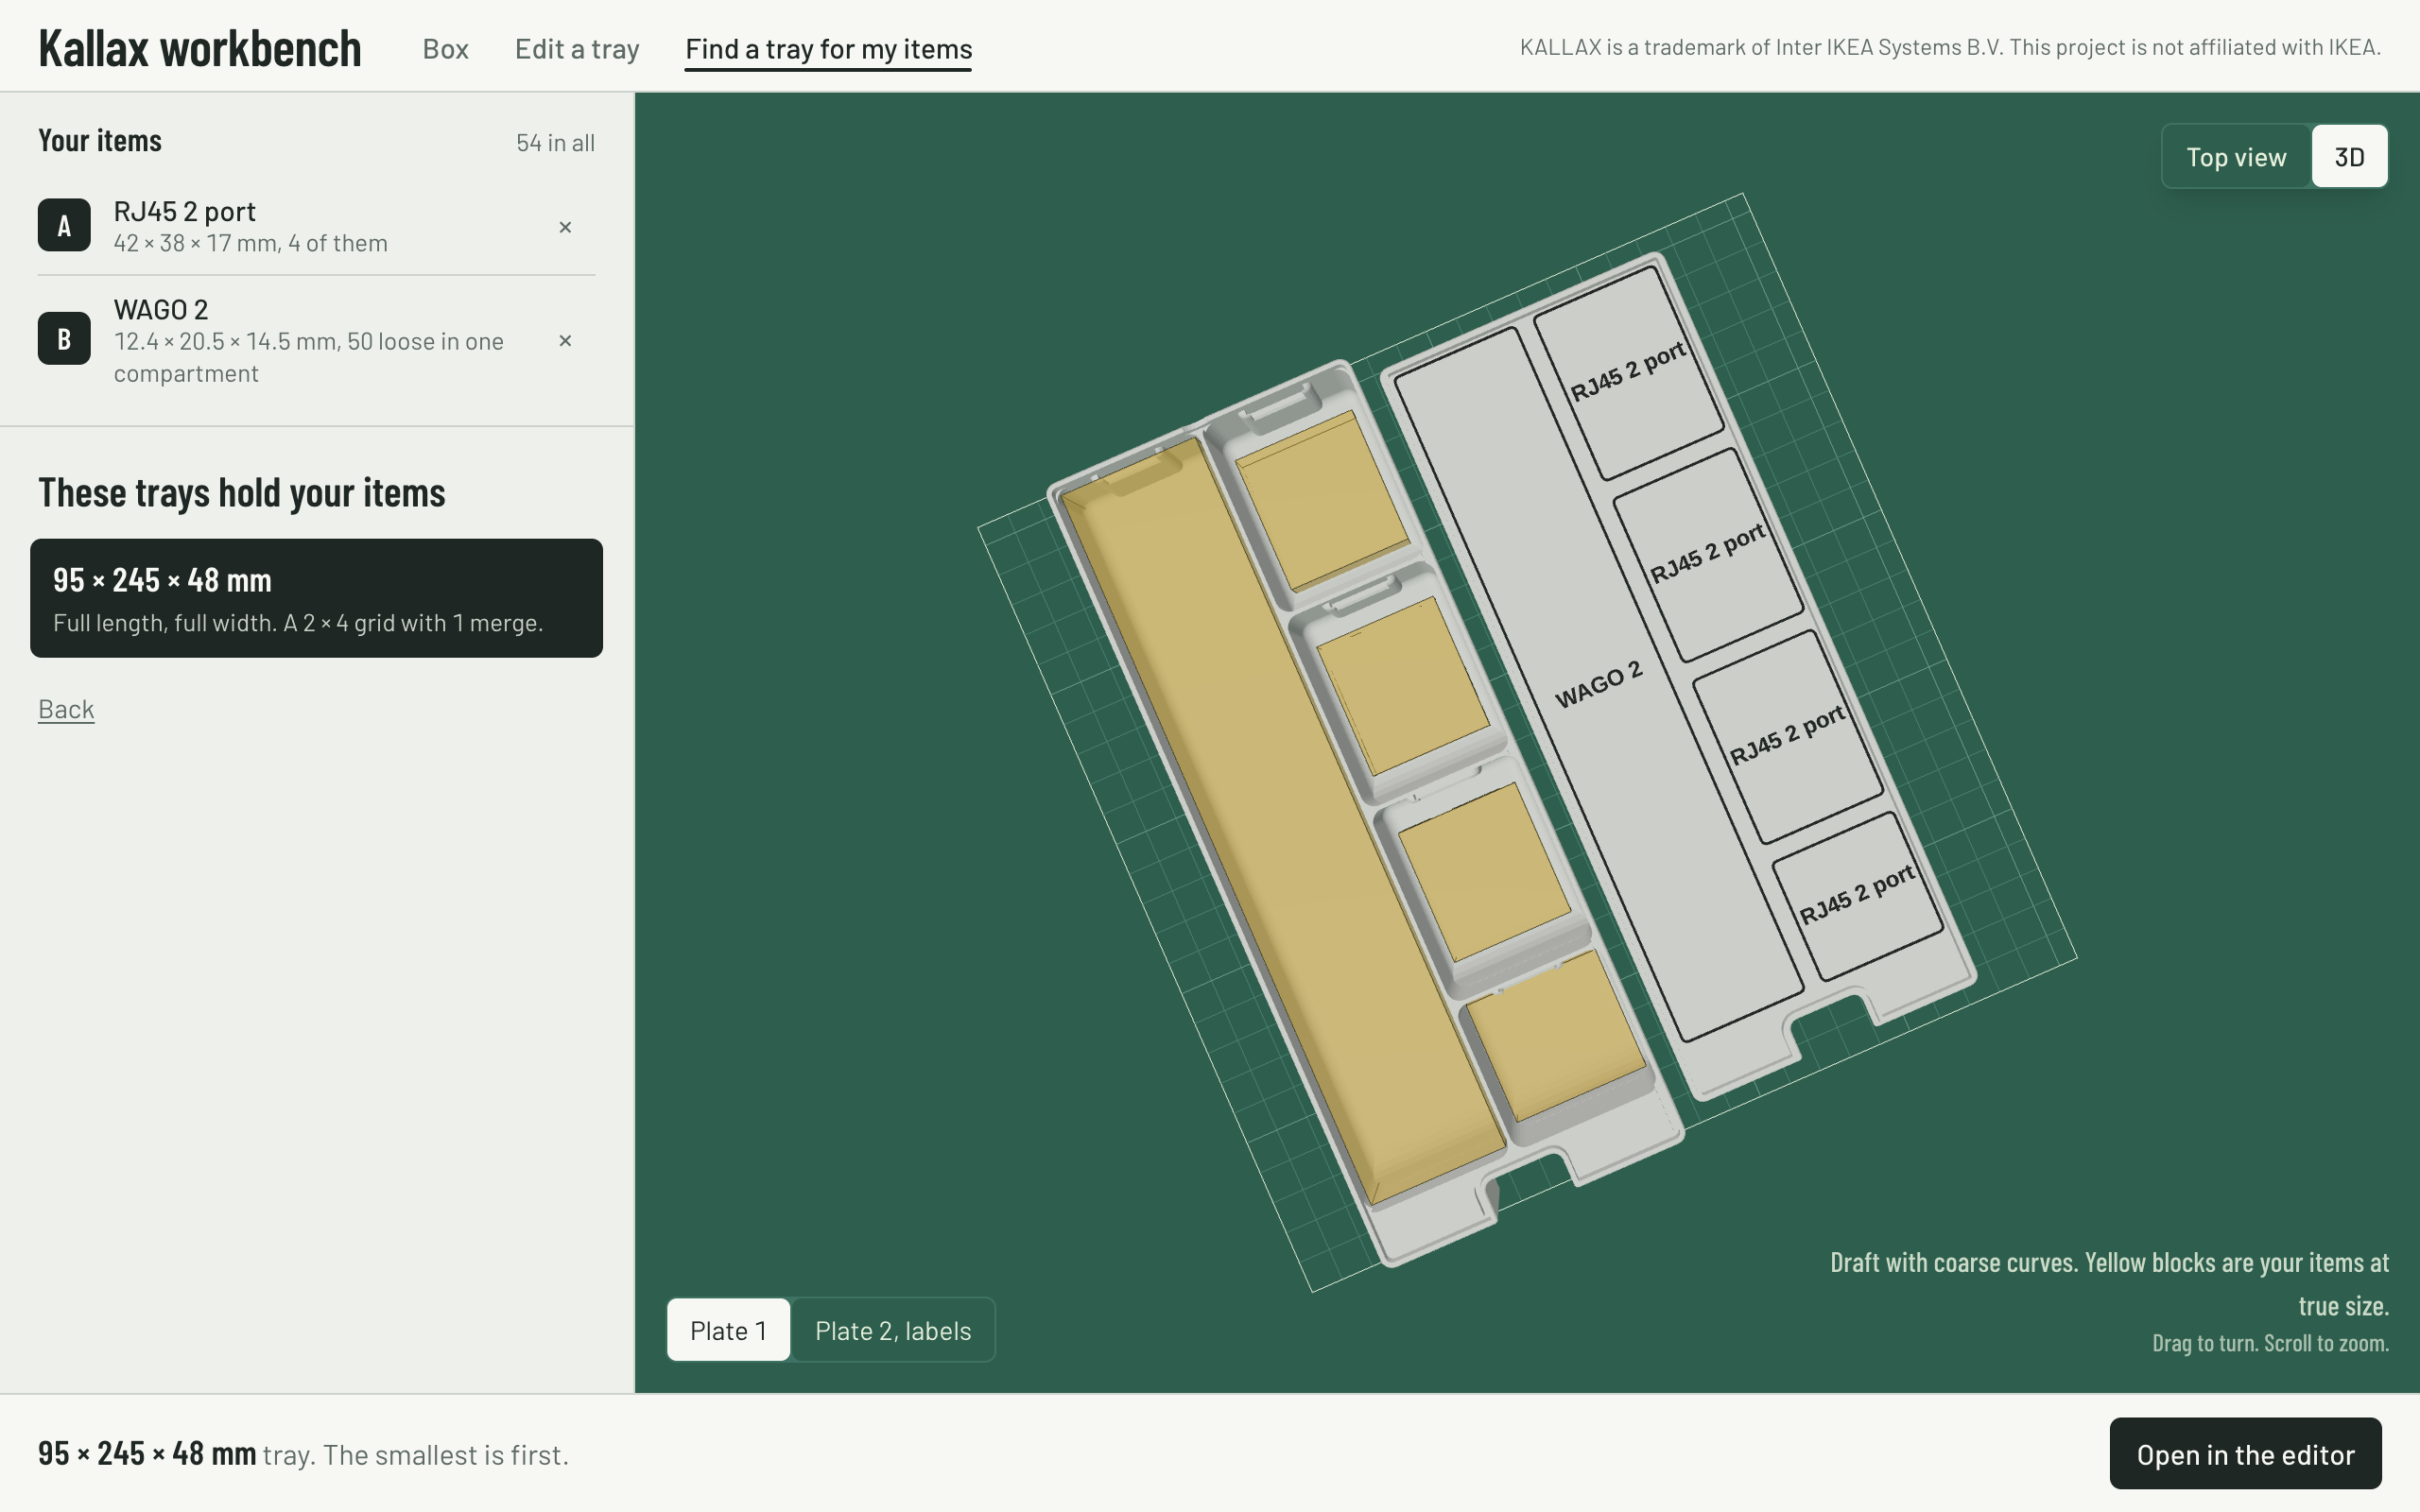 Kallax workbench
Box
Edit a tray
Find a tray for my items
KALLAX is a trademark of Inter IKEA Systems B.V. This project is not affiliated with IKEA.
Your items
54 in all
A
RJ45 2 port
42 × 38 × 17 mm, 4 of them
×
B
WAGO 2
12.4 × 20.5 × 14.5 mm, 50 loose in one
compartment
×
These trays hold your items
95 × 245 × 48 mm
Full length, full width. A 2 × 4 grid with 1 merge.
Back
Top view
3D
RJ45 2 port
RJ45 2 port
WAGO 2
RJ45 2 port
RJ45 2 port
Draft with coarse curves. Yellow blocks are your items at
true size.
Drag to turn. Scroll to zoom.
Plate 1
Plate 2, labels
95 × 245 × 48 mm tray. The smallest is first.
Open in the editor